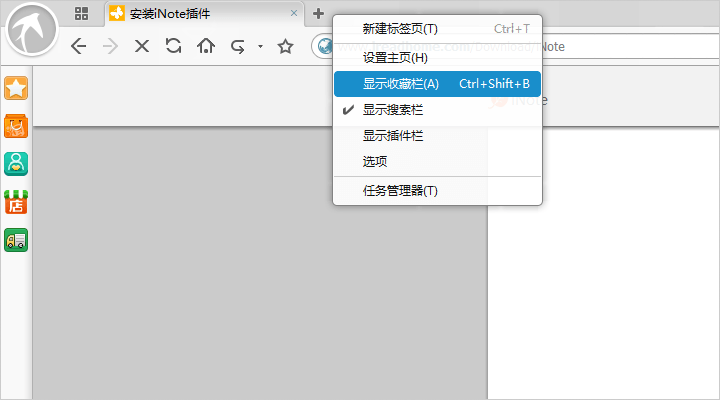 安装iNote插件
新建标签页(T) Ctrl+T
设置主页(H)
显示收藏栏(A) Ctrl+Shift+B
iNote
显示搜索栏
显示插件栏
选项
任务管理器(T)
店